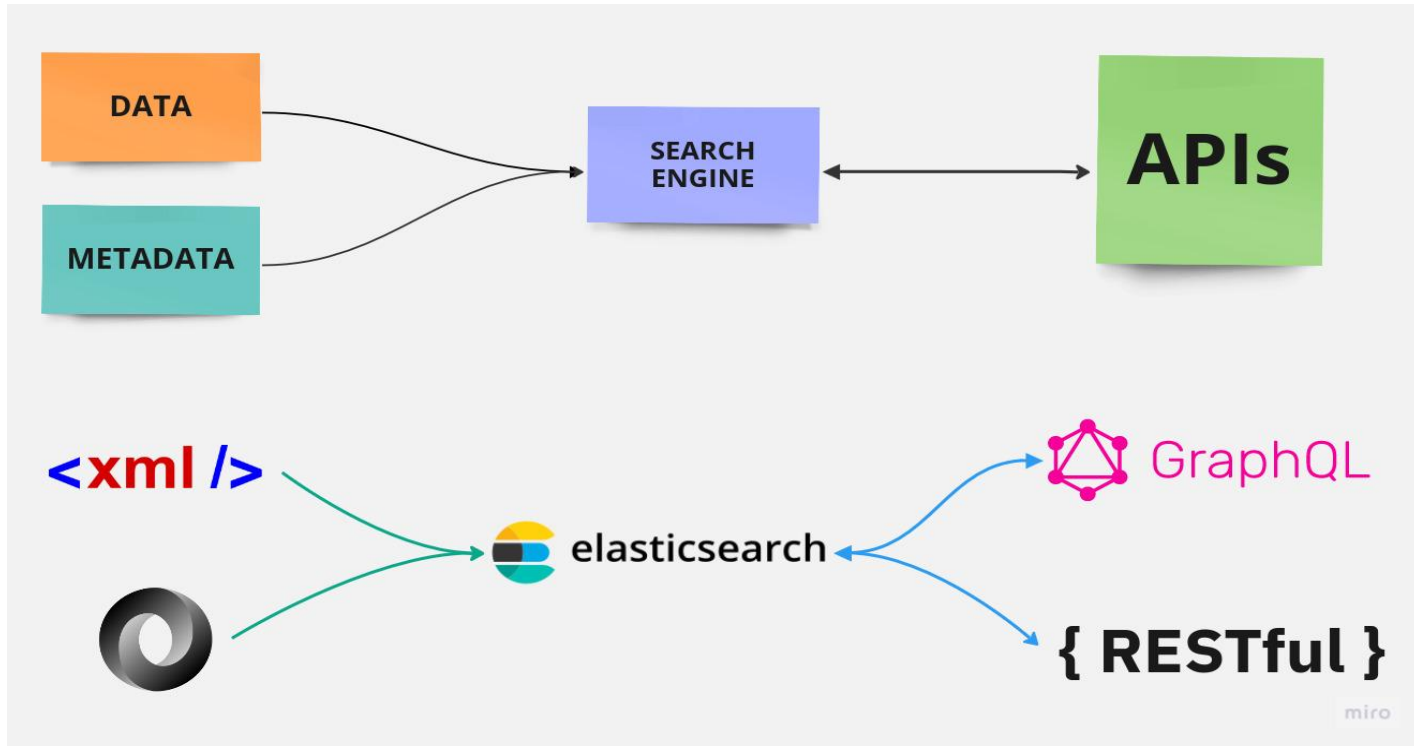 DATA
METADATA
SEARCH
ENGINE
APIs
<xml />
elasticsearch
GraphQL
{ RESTful }
miro